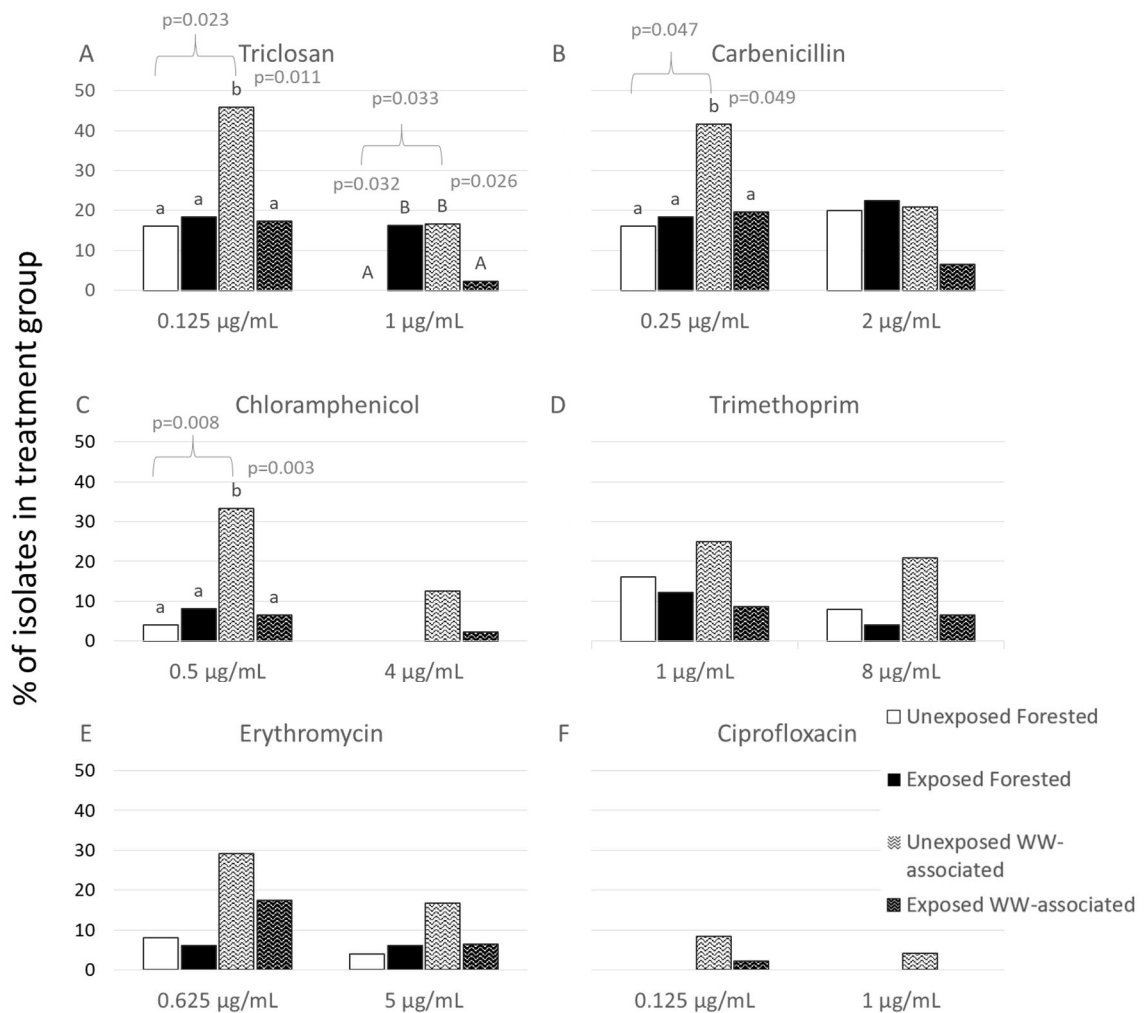 % of isolates in treatment group
A
Triclosan
p=0.023
p=0.011
p=0.033
p=0.032
p=0.026
50
40
30
20
10
0
a
a
b
a
A
B
B
A
0.125 µg/mL
1 µg/mL
B
Carbenicillin
p=0.047
p=0.049
a
a
b
a
0.25 µg/mL
2 µg/mL
C
Chloramphenicol
p=0.008
p=0.003
50
40
30
20
10
0
a
a
b
a
0.5 µg/mL
4 µg/mL
D
Trimethoprim
1 µg/mL
8 µg/mL
E
Erythromycin
50
40
30
20
10
0
0.625 µg/mL
5 µg/mL
F
Ciprofloxacin
0.125 µg/mL
1 µg/mL
Unexposed Forested
Exposed Forested
Unexposed WW-
associated
Exposed WW-associated